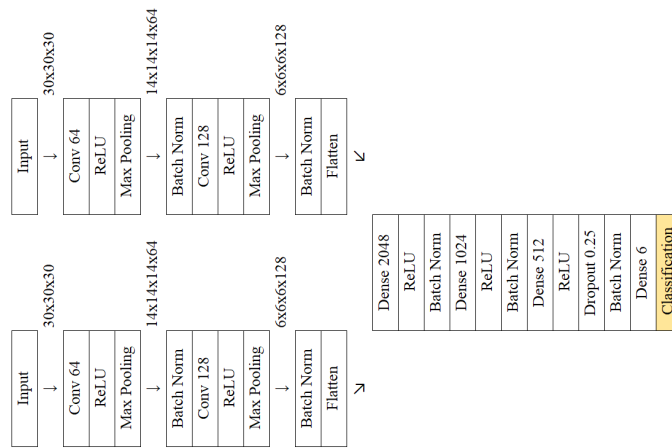 Input
30x30x30
Conv 64
ReLU
Max Pooling
14x14x14x64
Batch Norm
Conv 128
ReLU
Max Pooling
6x6x6x128
Batch Norm
Flatten
Input
30x30x30
Conv 64
ReLU
Max Pooling
14x14x14x64
Batch Norm
Conv 128
ReLU
Max Pooling
6x6x6x128
Batch Norm
Flatten
Dense 2048
ReLU
Batch Norm
Dense 1024
ReLU
Batch Norm
Dense 512
ReLU
Dropout 0.25
Batch Norm
Dense 6
Classification